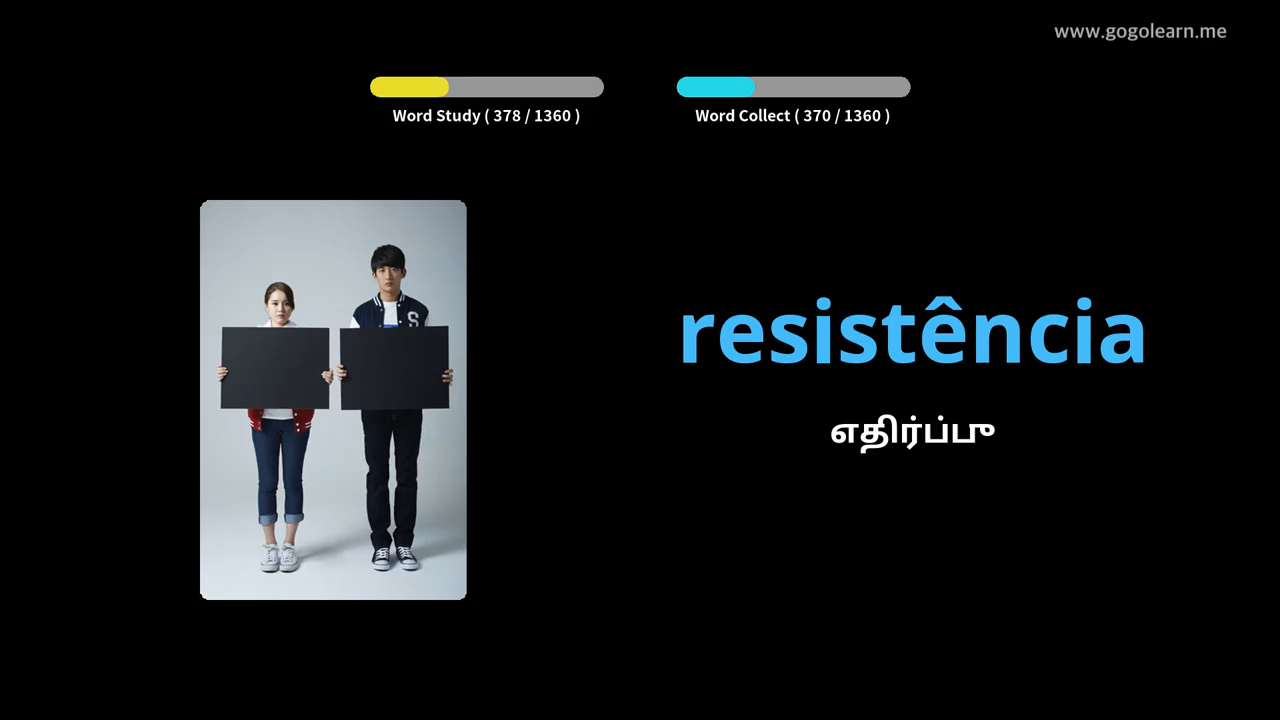 www.gogolearn.me
Word Study ( 378 / 1360 )
Word Collect ( 370 / 1360 )
S
resistência
எதிர்ப்பு